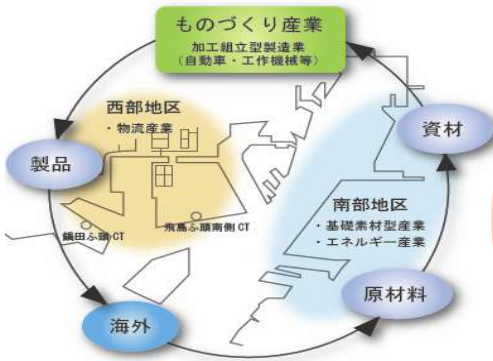 ものづくり産業
加工組立型製造業
（自動車・工作機械等）
西部地区
・物流産業
資材
製品
南部地区
・基礎素材型産業
・エネルギー産業
鍋田ふ頭CT
飛島ふ頭南側CT
原材料
海外